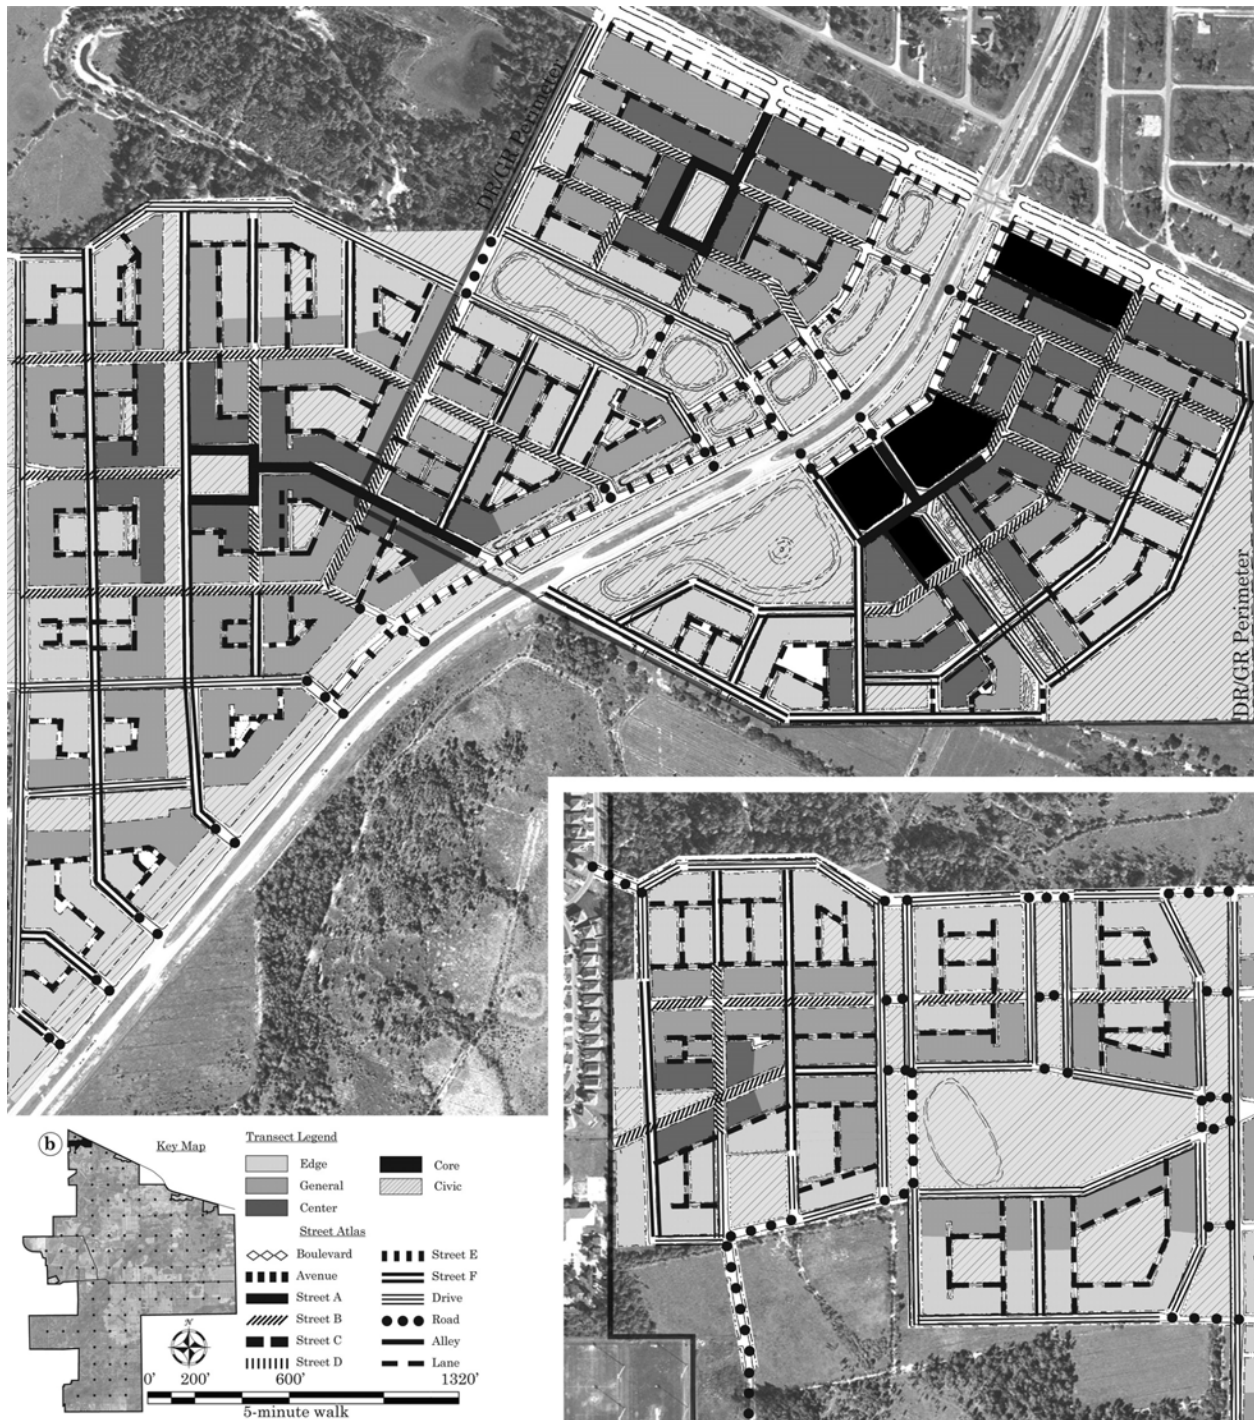 DR/GR Perimeter
DR/GR Perimeter
b
Key Map
Transect Legend
Edge
General
Center
Core
Civic
Street Atlas
Boulevard
Avenue
Street A
Street B
Street C
Street D
Street E
Street F
Drive
Road
Alley
Lane
N
0' 200' 600' 1320'
5-minute walk